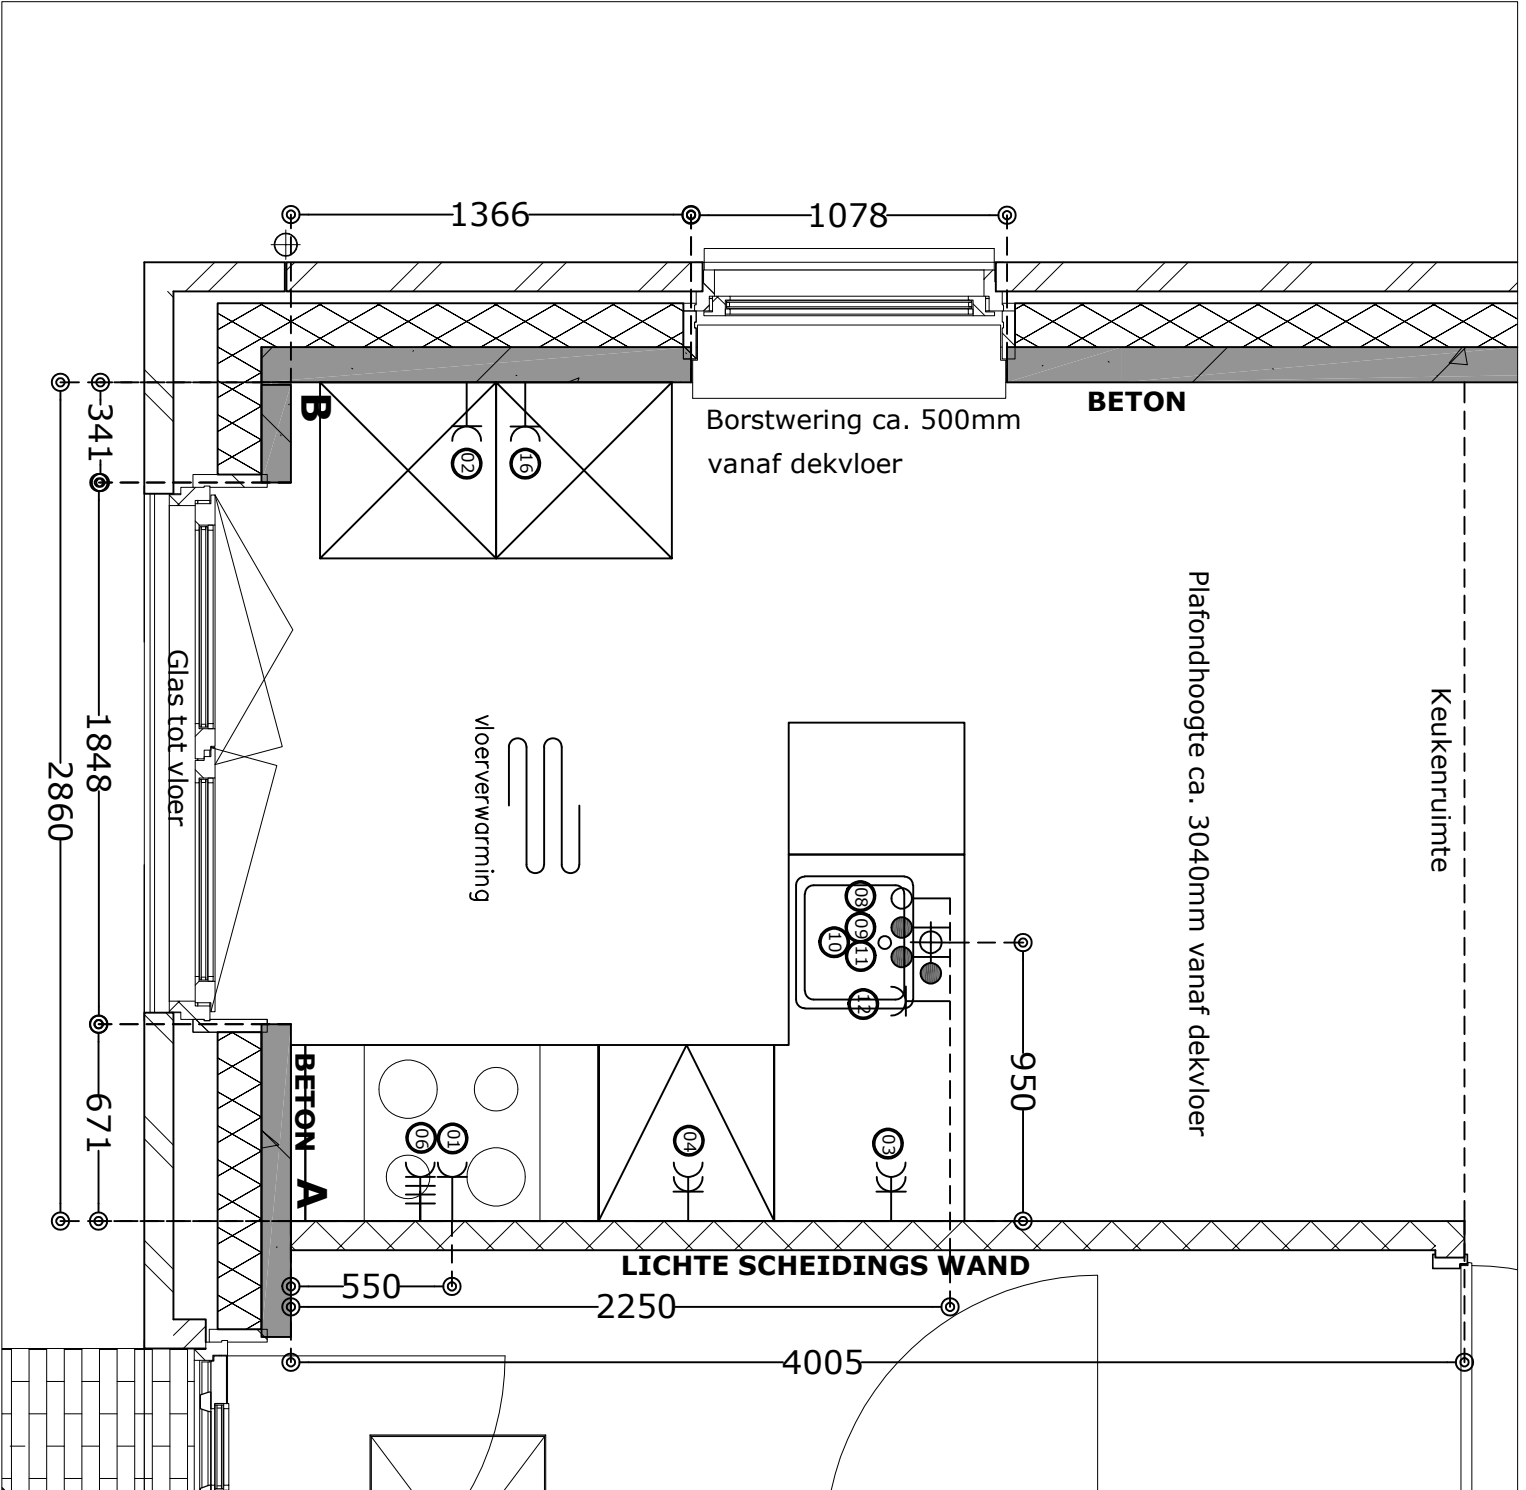 1366
1078
BETON
B
Borstwering ca. 500mm
vanaf dekvloer
02
16
341
1848
2860
671
Glas tot vloer
vloerverwarming
Plafondhoogte ca. 3040mm vanaf dekvloer
Keukenruimte
08
09
10
11
12
950
BETON
A
06
01
04
03
LICHTE SCHEIDINGS WAND
550
2250
4005